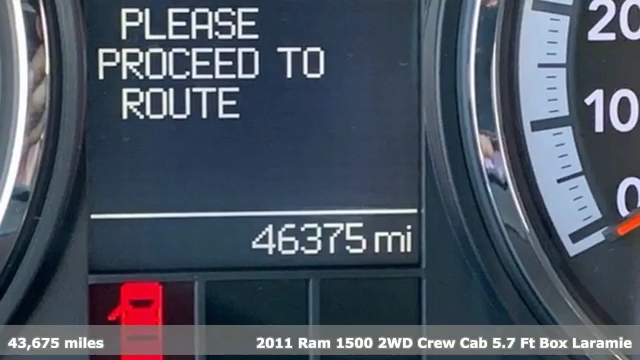 PLEASE
PROCEED TO
ROUTE
46375 mi
20
10
0
43,675 miles
2011 Ram 1500 2WD Crew Cab 5.7 Ft Box Laramie